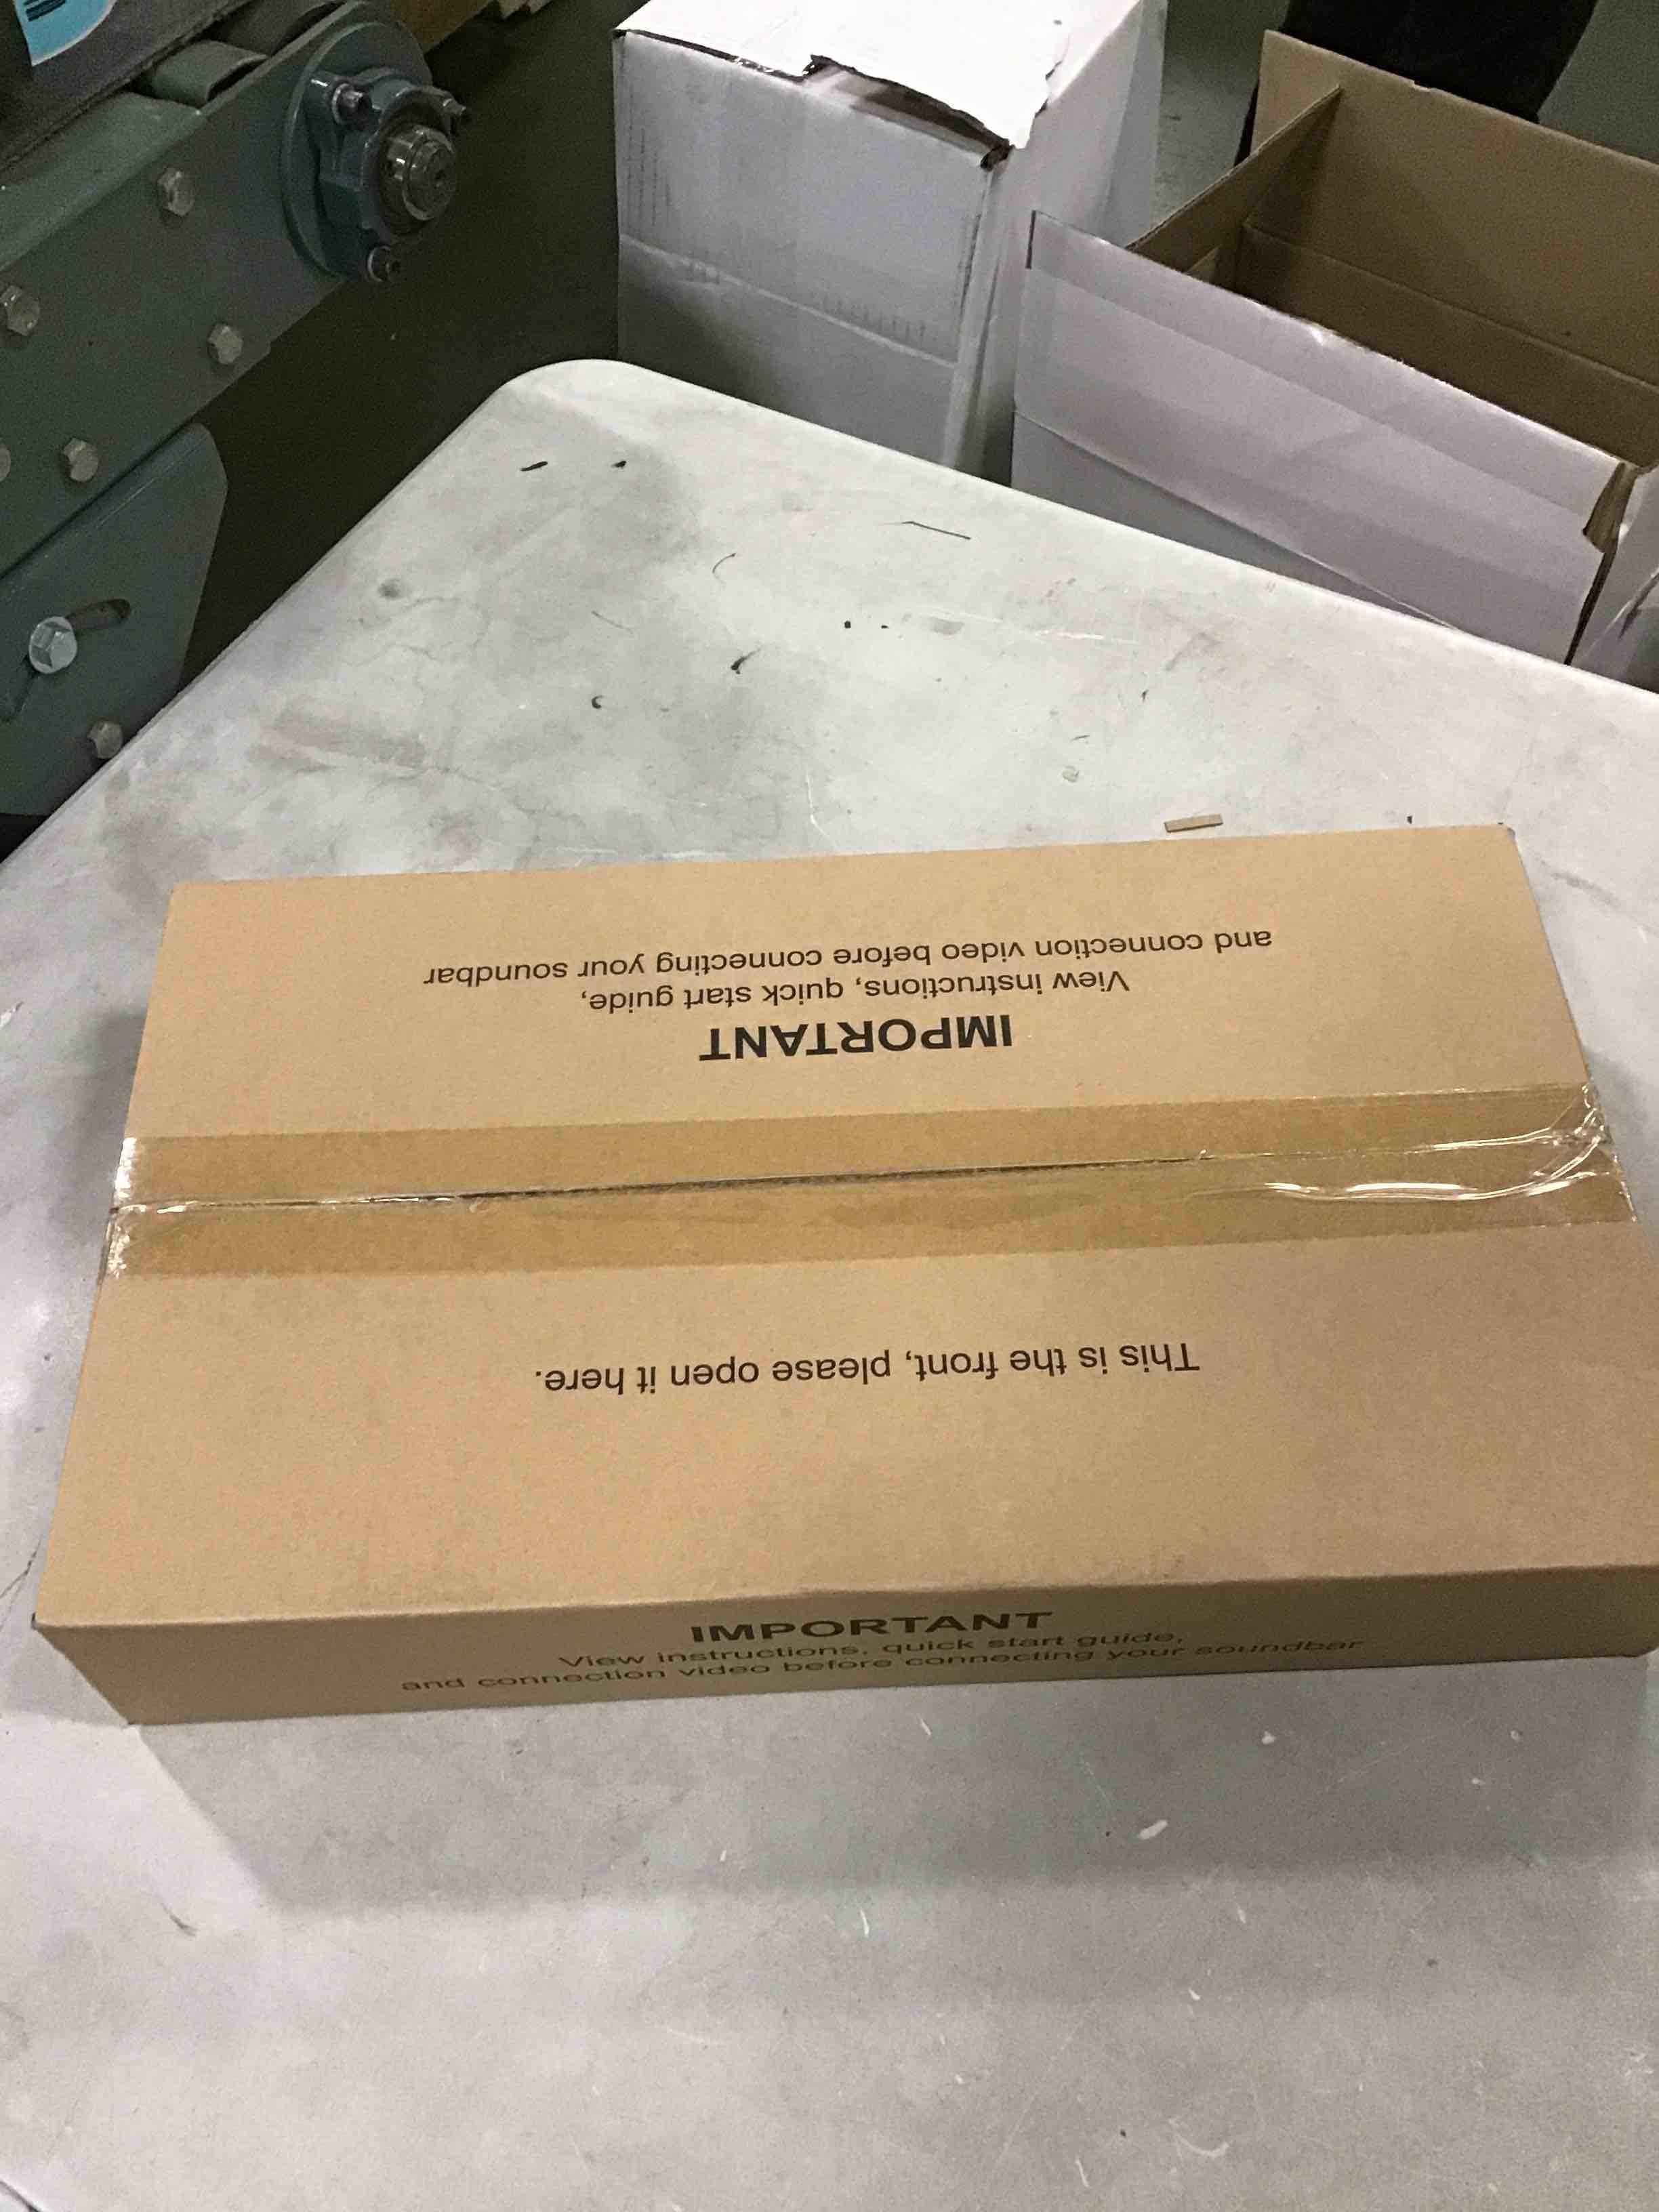 IMPORTANT
View instructions, quick start guide,
and connection video before connecting your soundbar
This is the front, please open it here.
IMPORTANT
View instructions, quick start guide,
and connection video before connecting your soundbar